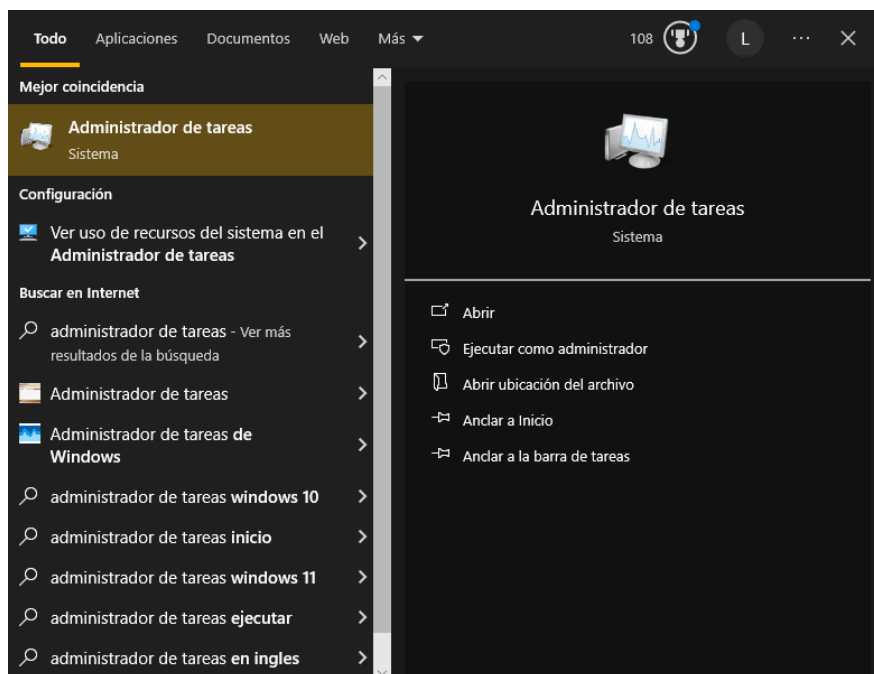 Todo Aplicaciones Documentos Web Más 108 L ...
Mejor coincidencia
Administrador de tareas
Sistema
Configuración
Ver uso de recursos del sistema en el
Administrador de tareas
Buscar en Internet
administrador de tareas - Ver más
resultados de la búsqueda
Administrador de tareas
Administrador de tareas de
Windows
administrador de tareas windows 10
administrador de tareas inicio
administrador de tareas windows 11
administrador de tareas ejecutar
administrador de tareas en ingles
Administrador de tareas
Sistema
Abrir
Ejecutar como administrador
Abrir ubicación del archivo
Anclar a Inicio
Anclar a la barra de tareas